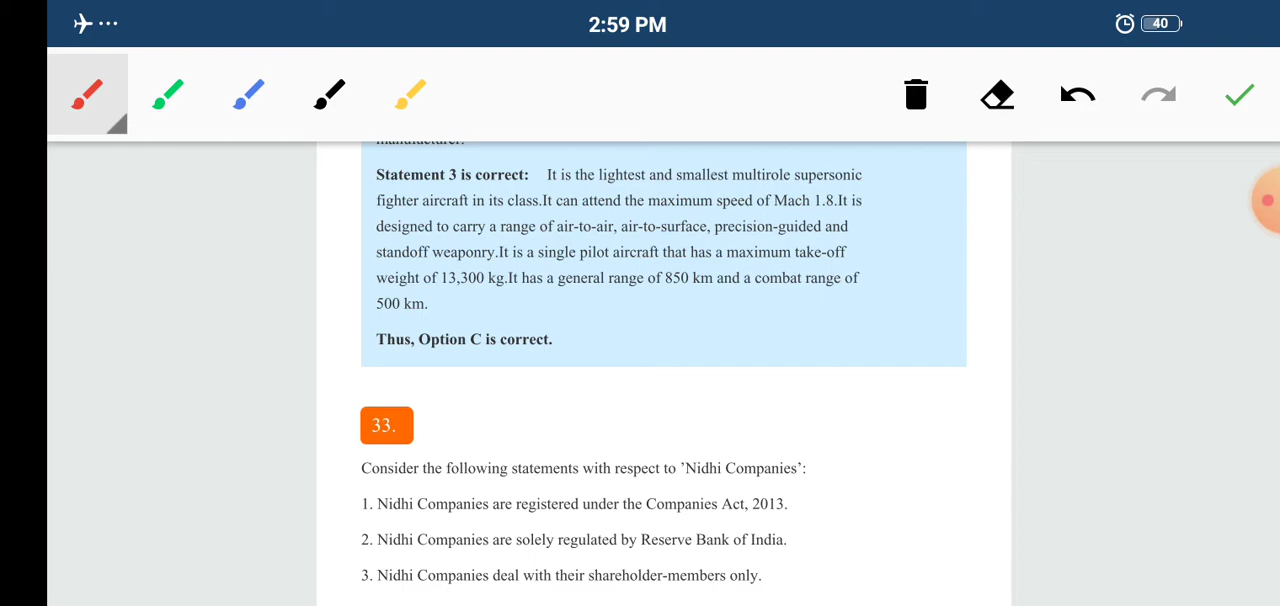 2:59 PM
40
manufacturer.
Statement 3 is correct: It is the lightest and smallest multirole supersonic
fighter aircraft in its class.It can attend the maximum speed of Mach 1.8.It is
designed to carry a range of air-to-air, air-to-surface, precision-guided and
standoff weaponry.It is a single pilot aircraft that has a maximum take-off
weight of 13,300 kg.It has a general range of 850 km and a combat range of
500 km.
Thus, Option C is correct.
33.
Consider the following statements with respect to ’Nidhi Companies’:
1. Nidhi Companies are registered under the Companies Act, 2013.
2. Nidhi Companies are solely regulated by Reserve Bank of India.
3. Nidhi Companies deal with their shareholder-members only.